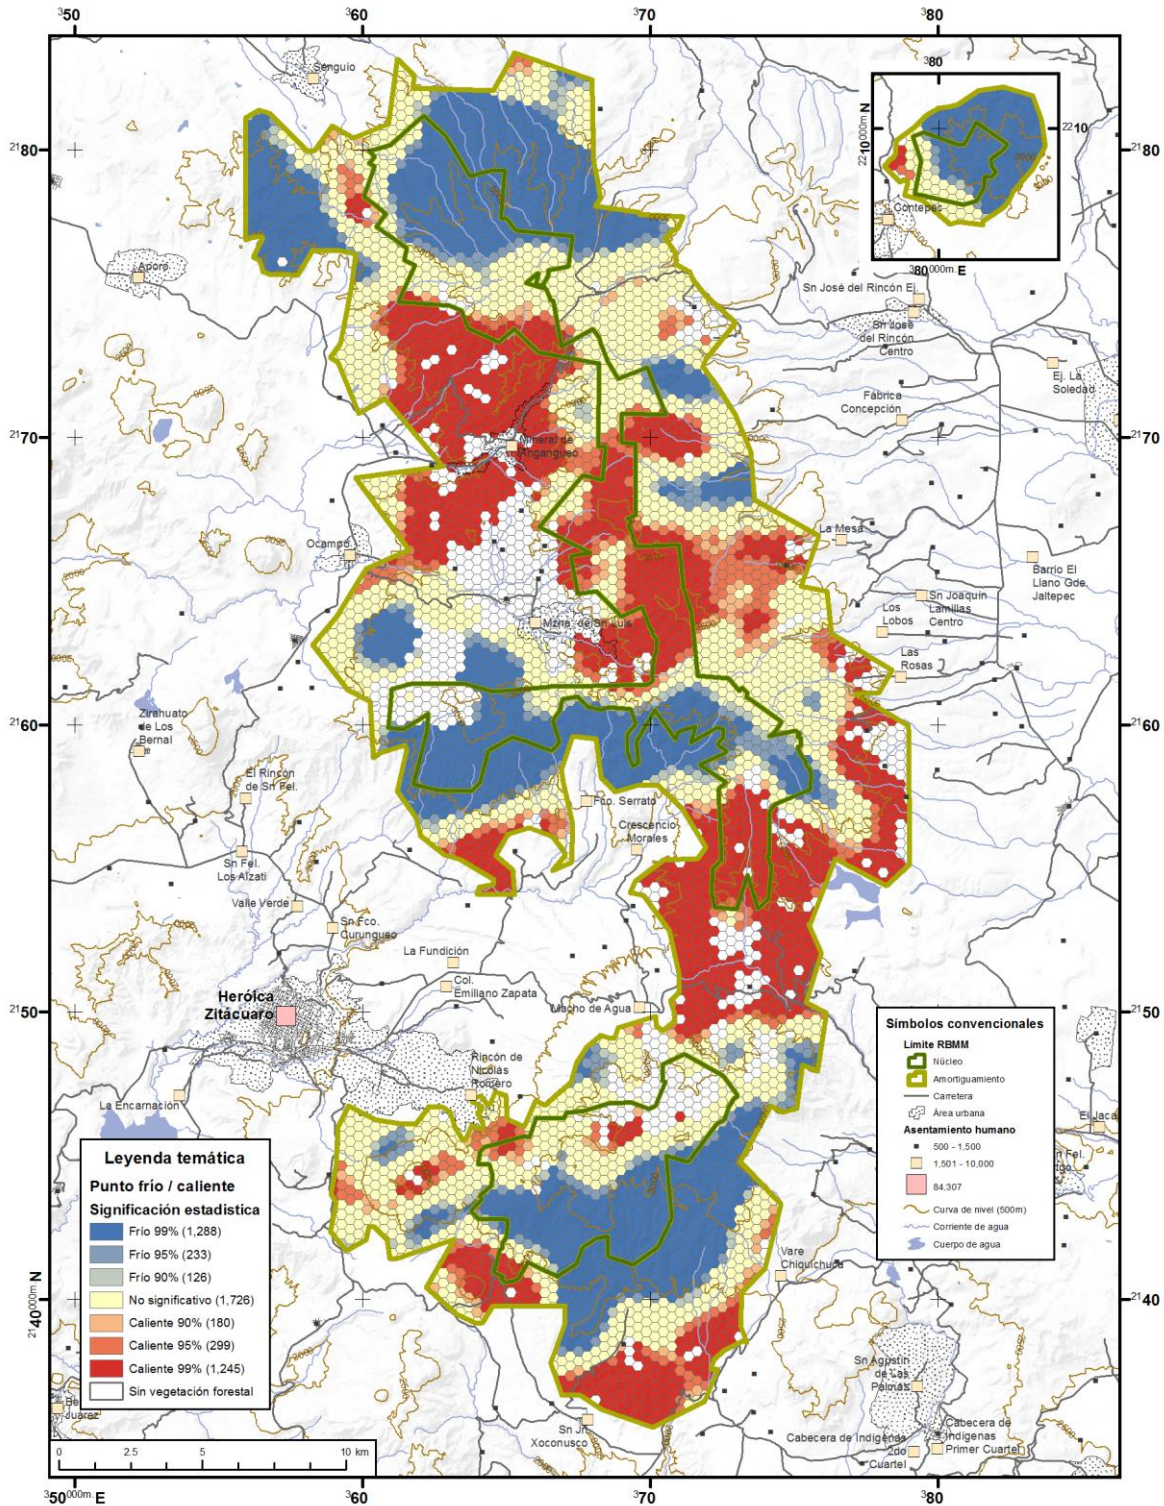 350
360
370
380
Senguio
380
2210000m. N
2210
3000
Contepec
380000m. E
2180
2180
Aporo
Sn José del Rincón Ej.
Sn José
del Rincón
Centro
Ej. La
Soledad
Fábrica
Concepción
2170
2170
Mineral de
Angangueo
La Mesa
Ocampo
Barrio El
Llano Gde.
Jaltepec
Sn Joaquín
Lamillas
Centro
Los
Lobos
Mzna. de Sn Luis
Las
Rosas
2160
2160
Zirahuato
de Los
Bernal
El Rincón
de Sn Fel.
Fco. Serrato
Crescencio
Morales
Sn Fel.
Los Alzati
Valle Verde
Sn Fco.
Curungueo
La Fundición
Col.
Emiliano Zapata
Heróica
Zitácuaro
Macho de Agua
2150
2150
Rincón de
Nicolás
Romero
La Encarnación
Símbolos convencionales
Límite RBMM
Núcleo
Amortiguamiento
Carretera
Área urbana
Asentamiento humano
500 - 1,500
1,501 - 10,000
84,307
Curva de nivel (500m)
Corriente de agua
Cuerpo de agua
Leyenda temática
Punto frío / caliente
Significación estadistica
Frío 99% (1,288)
Frío 95% (233)
Frío 90% (126)
No significativo (1,726)
Caliente 90% (180)
Caliente 95% (299)
Caliente 99% (1,245)
Sin vegetación forestal
Vare
Chiquichuca
2140000m. N
2140
Sn Agustín
de Las
Palmas
Juárez
Sn Jn
Xoconusco
Cabecera de Indígenas
2do
Cuartel
Cabecera de
Indígenas
Primer Cuartel
0 2.5 5 10 km
350000m. E
360
370
380